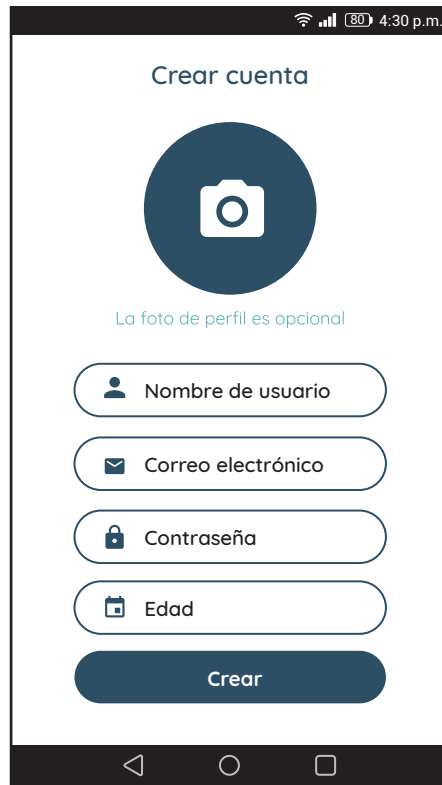 80 4:30 p.m.
Crear cuenta
La foto de perfil es opcional
Nombre de usuario
Correo electrónico
Contraseña
Edad
Crear